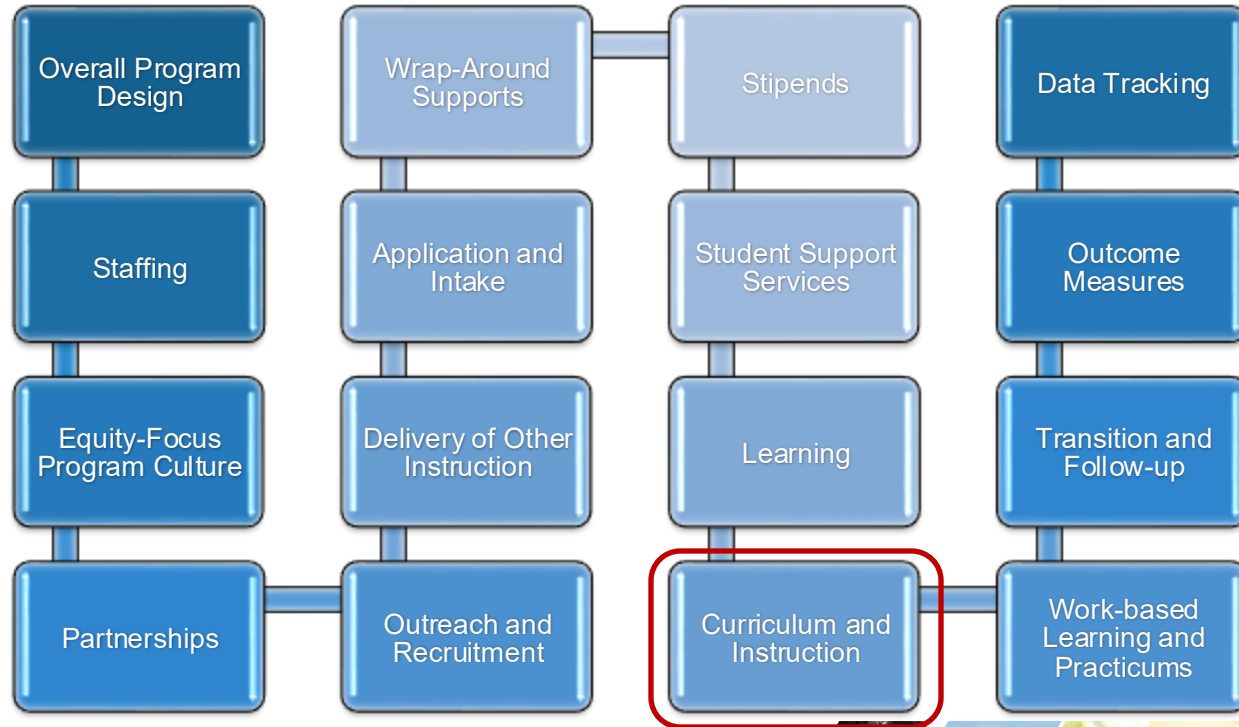 Overall Program
Design
Staffing
Equity-Focus
Program Culture
Partnerships
Outreach and
Recruitment
Delivery of Other
Instruction
Application and
Intake
Wrap-Around
Supports
Stipends
Student Support
Services
Learning
Curriculum and
Instruction
Work-based
Learning and
Practicums
Transition and
Follow-up
Outcome
Measures
Data Tracking